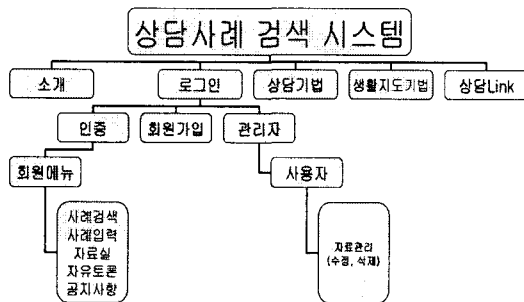 상담사례 검색 시스템
소개
로그인
상담기법
생활지도기법
상담Link
인증
회원가입
관리자
회원메뉴
사용자
사례검색
사례입력
자료실
자유토론
공지사항
자료관리
(수정, 삭제)